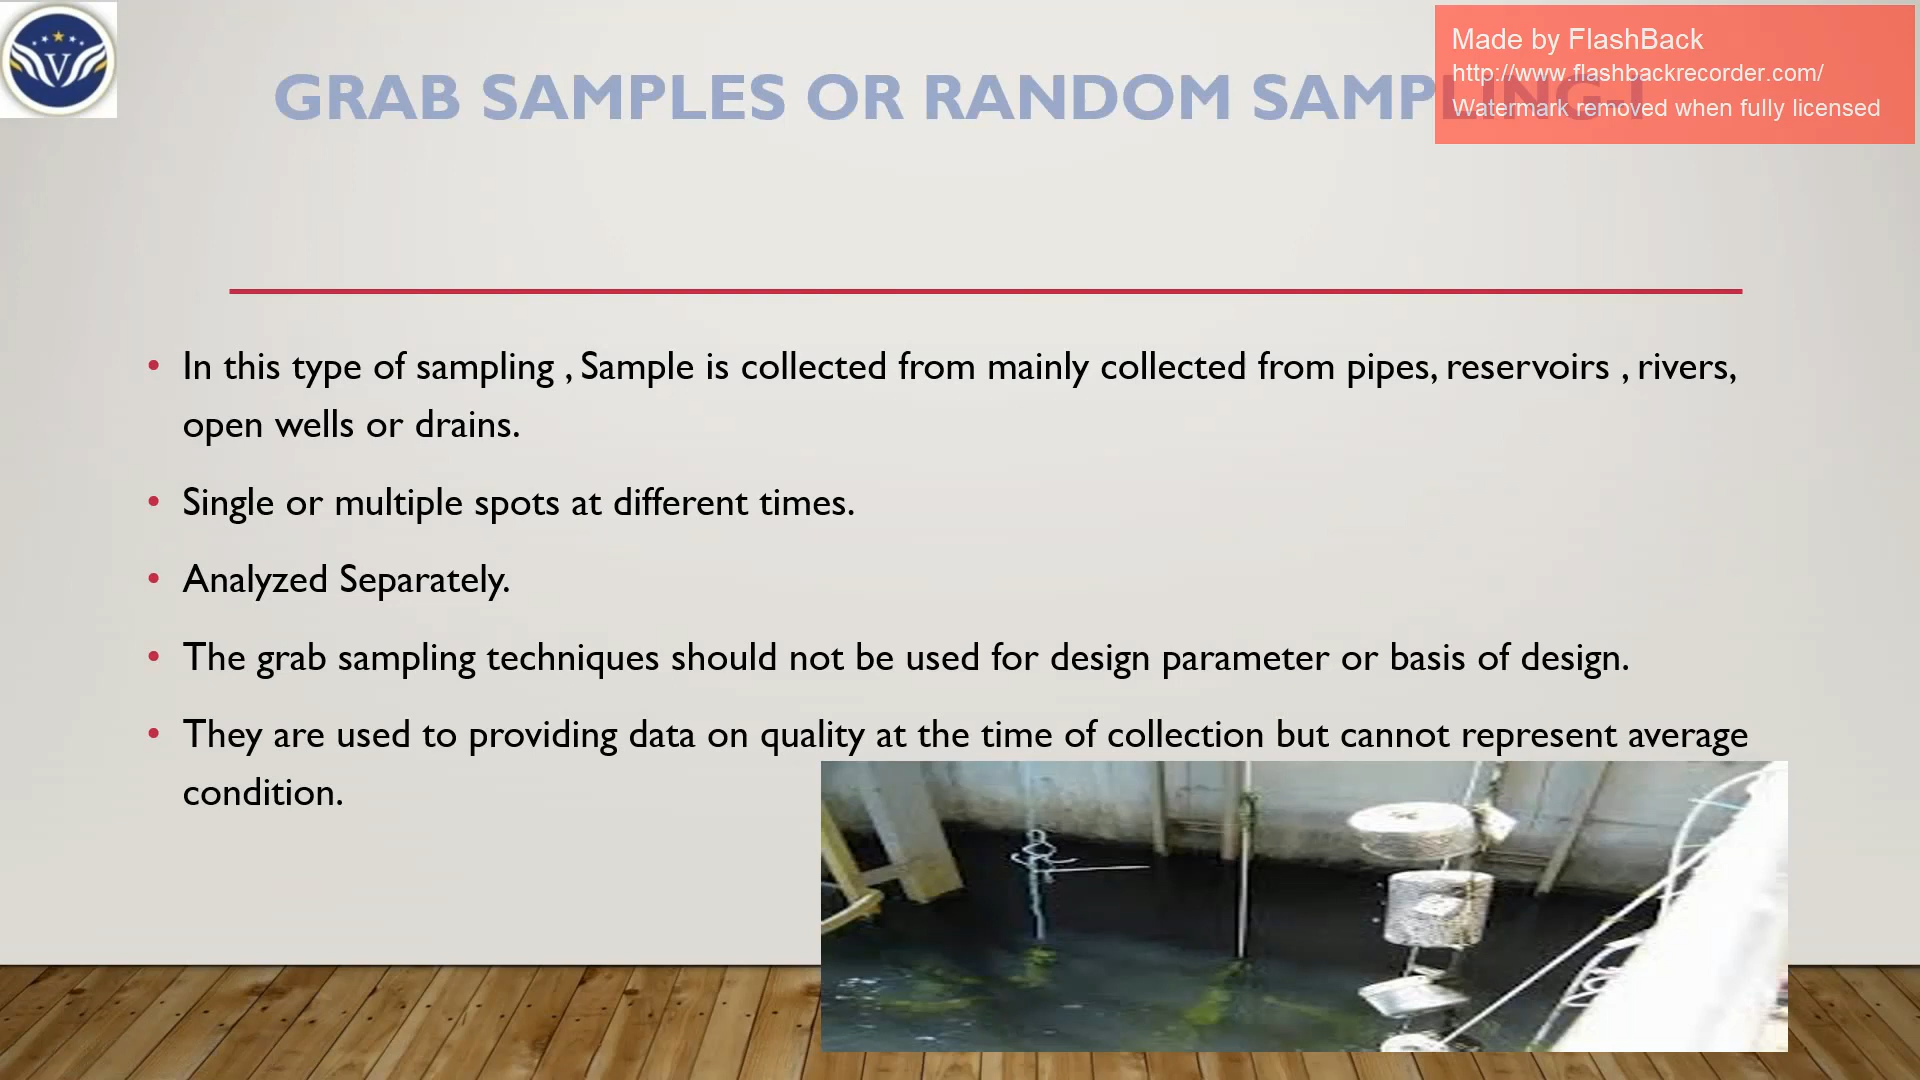 V
GRAB SAMPLES OR RANDOM SAMPLING-I
Made by FlashBack
http://www.flashbackrecorder.com/
Watermark removed when fully licensed
• In this type of sampling , Sample is collected from mainly collected from pipes, reservoirs , rivers,
open wells or drains.
• Single or multiple spots at different times.
• Analyzed Separately.
• The grab sampling techniques should not be used for design parameter or basis of design.
• They are used to providing data on quality at the time of collection but cannot represent average
condition.